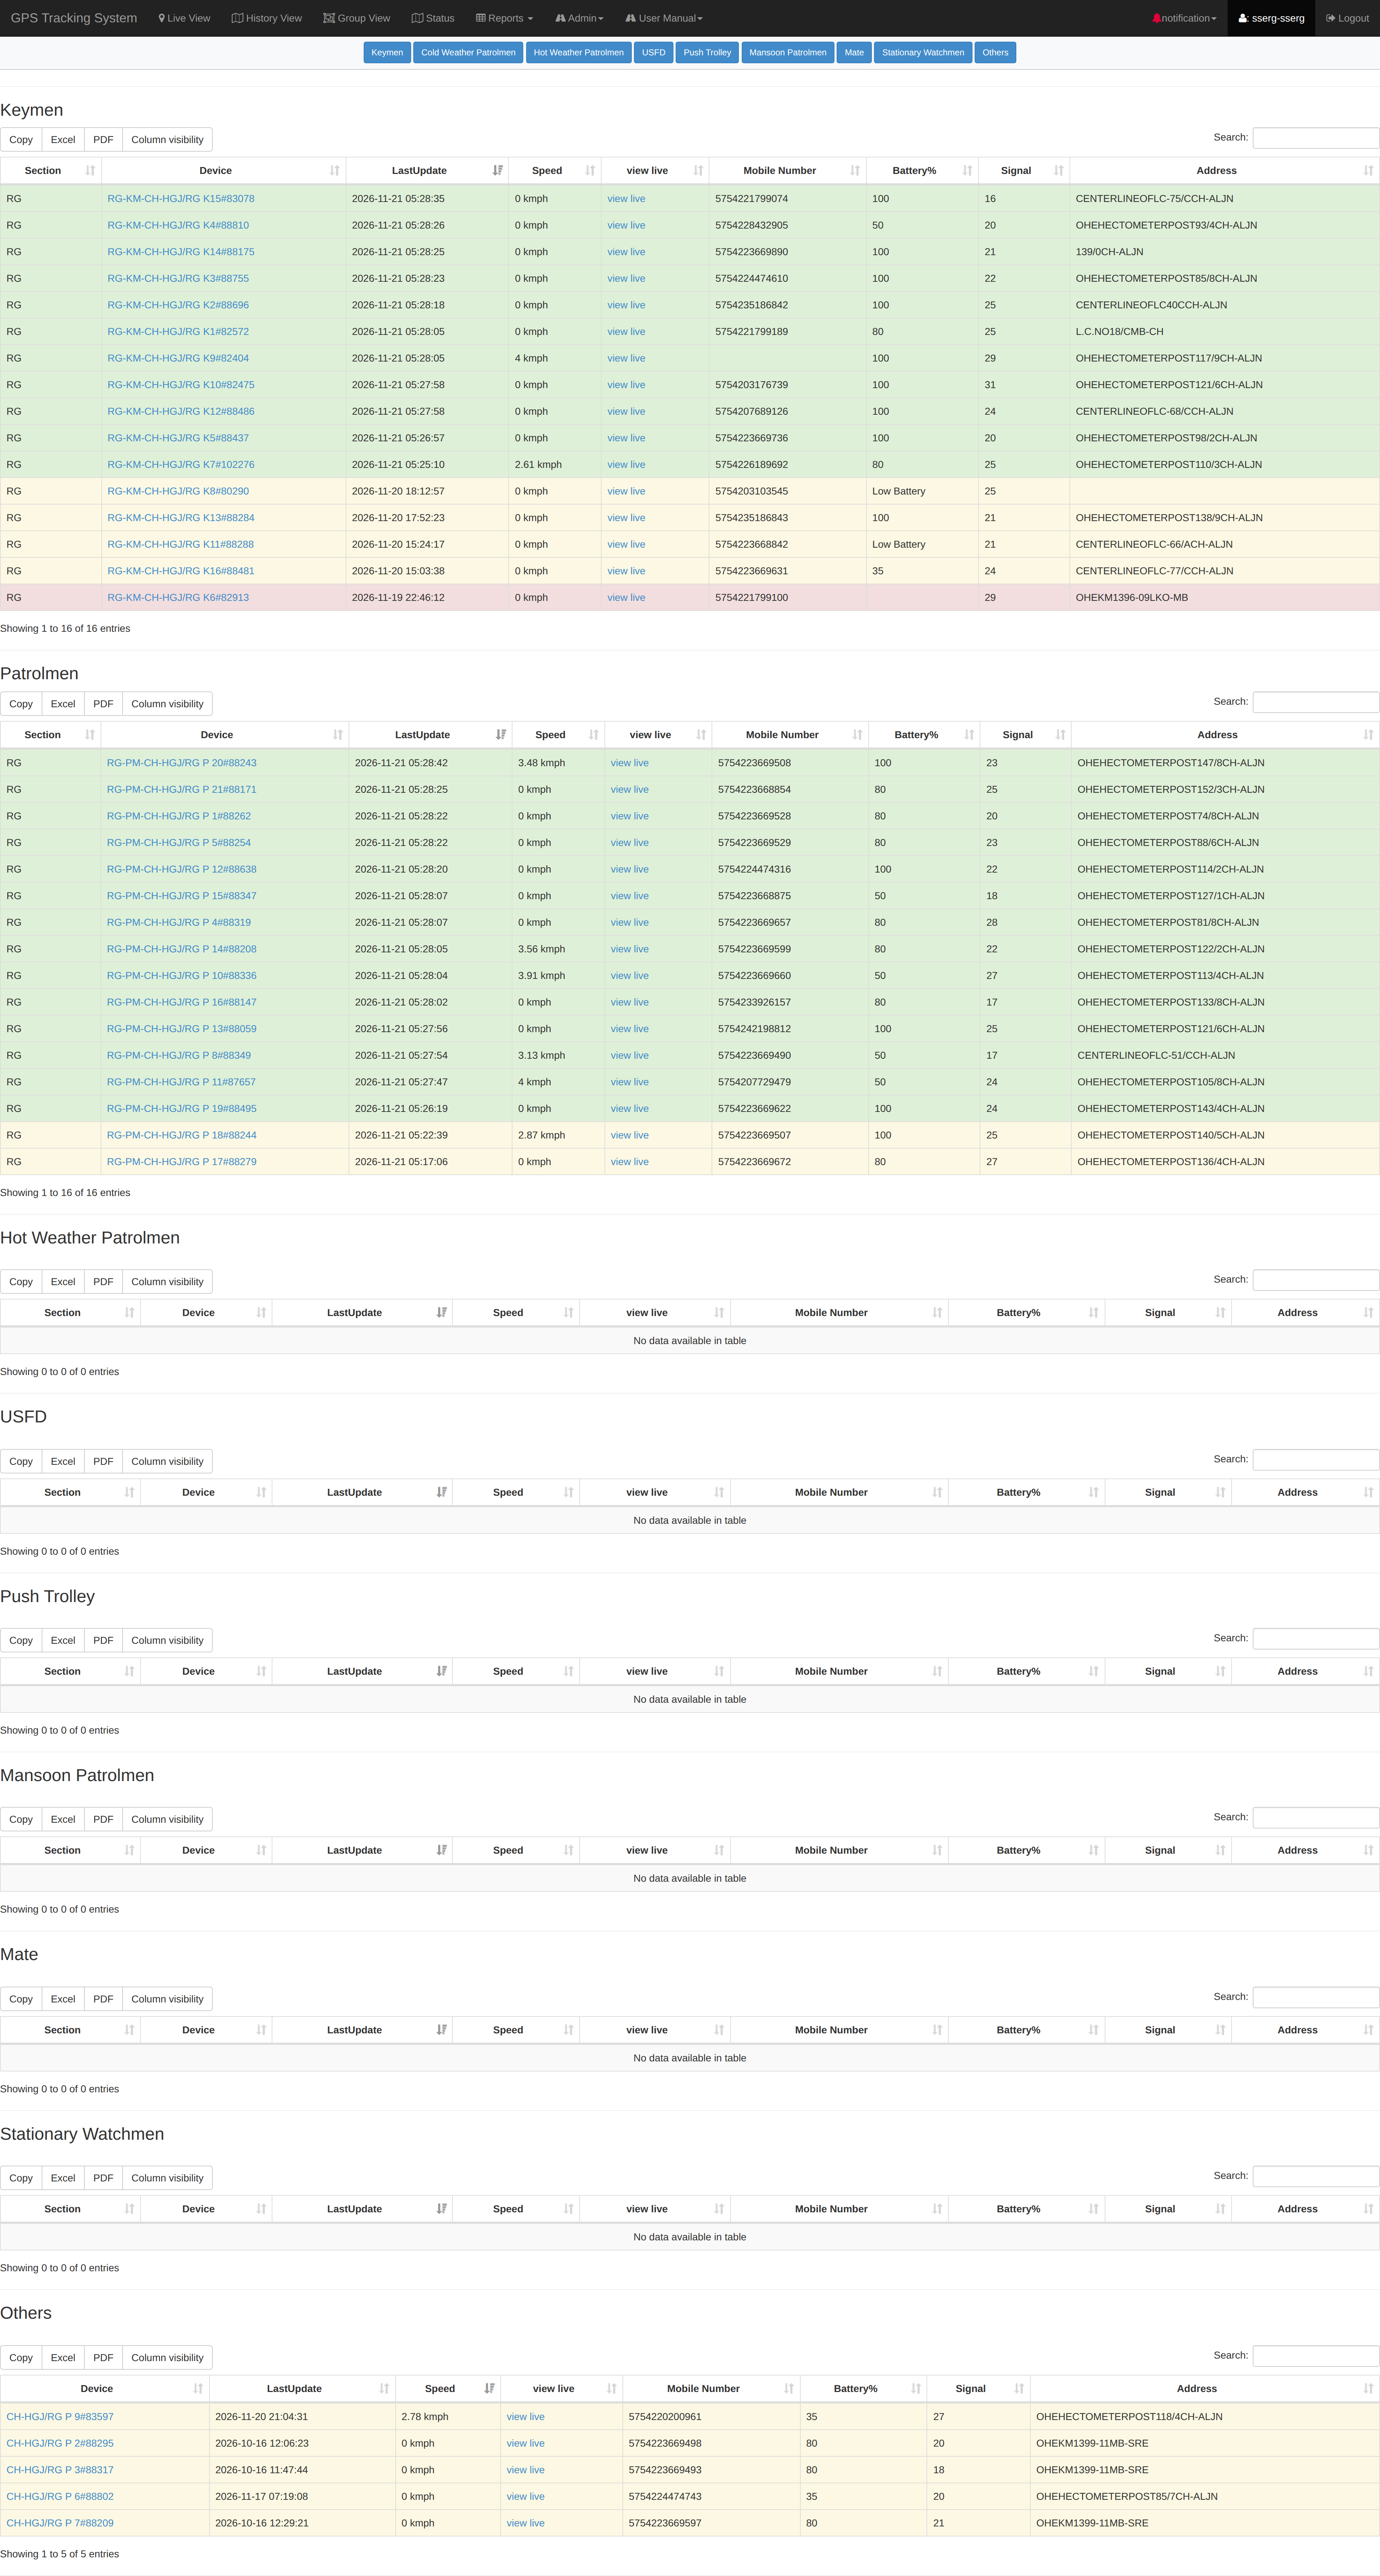 GPS Tracking System Live View History View Group View Status Reports Admin User Manual notification : sserg-sserg Logout
Keymen Cold Weather Patrolmen Hot Weather Patrolmen USFD Push Trolley Mansoon Patrolmen Mate Stationary Watchmen Others
Keymen
Copy Excel PDF Column visibility Search:
Section Device LastUpdate Speed view live Mobile Number Battery% Signal Address
RG RG-KM-CH-HGJ/RG K15#83078 2026-11-21 05:28:35 0 kmph view live 5754221799074 100 16 CENTERLINEOFLC-75/CCH-ALJN
RG RG-KM-CH-HGJ/RG K4#88810 2026-11-21 05:28:26 0 kmph view live 5754228432905 50 20 OHEHECTOMETERPOST93/4CH-ALJN
RG RG-KM-CH-HGJ/RG K14#88175 2026-11-21 05:28:25 0 kmph view live 5754223669890 100 21 139/0CH-ALJN
RG RG-KM-CH-HGJ/RG K3#88755 2026-11-21 05:28:23 0 kmph view live 5754224474610 100 22 OHEHECTOMETERPOST85/8CH-ALJN
RG RG-KM-CH-HGJ/RG K2#88696 2026-11-21 05:28:18 0 kmph view live 5754235186842 100 25 CENTERLINEOFLC40CCH-ALJN
RG RG-KM-CH-HGJ/RG K1#82572 2026-11-21 05:28:05 0 kmph view live 5754221799189 80 25 L.C.NO18/CMB-CH
RG RG-KM-CH-HGJ/RG K9#82404 2026-11-21 05:28:05 4 kmph view live 100 29 OHEHECTOMETERPOST117/9CH-ALJN
RG RG-KM-CH-HGJ/RG K10#82475 2026-11-21 05:27:58 0 kmph view live 5754203176739 100 31 OHEHECTOMETERPOST121/6CH-ALJN
RG RG-KM-CH-HGJ/RG K12#88486 2026-11-21 05:27:58 0 kmph view live 5754207689126 100 24 CENTERLINEOFLC-68/CCH-ALJN
RG RG-KM-CH-HGJ/RG K5#88437 2026-11-21 05:26:57 0 kmph view live 5754223669736 100 20 OHEHECTOMETERPOST98/2CH-ALJN
RG RG-KM-CH-HGJ/RG K7#102276 2026-11-21 05:25:10 2.61 kmph view live 5754226189692 80 25 OHEHECTOMETERPOST110/3CH-ALJN
RG RG-KM-CH-HGJ/RG K8#80290 2026-11-20 18:12:57 0 kmph view live 5754203103545 Low Battery 25
RG RG-KM-CH-HGJ/RG K13#88284 2026-11-20 17:52:23 0 kmph view live 5754235186843 100 21 OHEHECTOMETERPOST138/9CH-ALJN
RG RG-KM-CH-HGJ/RG K11#88288 2026-11-20 15:24:17 0 kmph view live 5754223668842 Low Battery 21 CENTERLINEOFLC-66/ACH-ALJN
RG RG-KM-CH-HGJ/RG K16#88481 2026-11-20 15:03:38 0 kmph view live 5754223669631 35 24 CENTERLINEOFLC-77/CCH-ALJN
RG RG-KM-CH-HGJ/RG K6#82913 2026-11-19 22:46:12 0 kmph view live 5754221799100 29 OHEKM1396-09LKO-MB
Showing 1 to 16 of 16 entries
Patrolmen
Copy Excel PDF Column visibility Search:
Section Device LastUpdate Speed view live Mobile Number Battery% Signal Address
RG RG-PM-CH-HGJ/RG P 20#88243 2026-11-21 05:28:42 3.48 kmph view live 5754223669508 100 23 OHEHECTOMETERPOST147/8CH-ALJN
RG RG-PM-CH-HGJ/RG P 21#88171 2026-11-21 05:28:25 0 kmph view live 5754223668854 80 25 OHEHECTOMETERPOST152/3CH-ALJN
RG RG-PM-CH-HGJ/RG P 1#88262 2026-11-21 05:28:22 0 kmph view live 5754223669528 80 20 OHEHECTOMETERPOST74/8CH-ALJN
RG RG-PM-CH-HGJ/RG P 5#88254 2026-11-21 05:28:22 0 kmph view live 5754223669529 80 23 OHEHECTOMETERPOST88/6CH-ALJN
RG RG-PM-CH-HGJ/RG P 12#88638 2026-11-21 05:28:20 0 kmph view live 5754224474316 100 22 OHEHECTOMETERPOST114/2CH-ALJN
RG RG-PM-CH-HGJ/RG P 15#88347 2026-11-21 05:28:07 0 kmph view live 5754223668875 50 18 OHEHECTOMETERPOST127/1CH-ALJN
RG RG-PM-CH-HGJ/RG P 4#88319 2026-11-21 05:28:07 0 kmph view live 5754223669657 80 28 OHEHECTOMETERPOST81/8CH-ALJN
RG RG-PM-CH-HGJ/RG P 14#88208 2026-11-21 05:28:05 3.56 kmph view live 5754223669599 80 22 OHEHECTOMETERPOST122/2CH-ALJN
RG RG-PM-CH-HGJ/RG P 10#88336 2026-11-21 05:28:04 3.91 kmph view live 5754223669660 50 27 OHEHECTOMETERPOST113/4CH-ALJN
RG RG-PM-CH-HGJ/RG P 16#88147 2026-11-21 05:28:02 0 kmph view live 5754233926157 80 17 OHEHECTOMETERPOST133/8CH-ALJN
RG RG-PM-CH-HGJ/RG P 13#88059 2026-11-21 05:27:56 0 kmph view live 5754242198812 100 25 OHEHECTOMETERPOST121/6CH-ALJN
RG RG-PM-CH-HGJ/RG P 8#88349 2026-11-21 05:27:54 3.13 kmph view live 5754223669490 50 17 CENTERLINEOFLC-51/CCH-ALJN
RG RG-PM-CH-HGJ/RG P 11#87657 2026-11-21 05:27:47 4 kmph view live 5754207729479 50 24 OHEHECTOMETERPOST105/8CH-ALJN
RG RG-PM-CH-HGJ/RG P 19#88495 2026-11-21 05:26:19 0 kmph view live 5754223669622 100 24 OHEHECTOMETERPOST143/4CH-ALJN
RG RG-PM-CH-HGJ/RG P 18#88244 2026-11-21 05:22:39 2.87 kmph view live 5754223669507 100 25 OHEHECTOMETERPOST140/5CH-ALJN
RG RG-PM-CH-HGJ/RG P 17#88279 2026-11-21 05:17:06 0 kmph view live 5754223669672 80 27 OHEHECTOMETERPOST136/4CH-ALJN
Showing 1 to 16 of 16 entries
Hot Weather Patrolmen
Copy Excel PDF Column visibility Search:
Section Device LastUpdate Speed view live Mobile Number Battery% Signal Address
No data available in table
Showing 0 to 0 of 0 entries
USFD
Copy Excel PDF Column visibility Search:
Section Device LastUpdate Speed view live Mobile Number Battery% Signal Address
No data available in table
Showing 0 to 0 of 0 entries
Push Trolley
Copy Excel PDF Column visibility Search:
Section Device LastUpdate Speed view live Mobile Number Battery% Signal Address
No data available in table
Showing 0 to 0 of 0 entries
Mansoon Patrolmen
Copy Excel PDF Column visibility Search:
Section Device LastUpdate Speed view live Mobile Number Battery% Signal Address
No data available in table
Showing 0 to 0 of 0 entries
Mate
Copy Excel PDF Column visibility Search:
Section Device LastUpdate Speed view live Mobile Number Battery% Signal Address
No data available in table
Showing 0 to 0 of 0 entries
Stationary Watchmen
Copy Excel PDF Column visibility Search:
Section Device LastUpdate Speed view live Mobile Number Battery% Signal Address
No data available in table
Showing 0 to 0 of 0 entries
Others
Copy Excel PDF Column visibility Search:
Device LastUpdate Speed view live Mobile Number Battery% Signal Address
CH-HGJ/RG P 9#83597 2026-11-20 21:04:31 2.78 kmph view live 5754220200961 35 27 OHEHECTOMETERPOST118/4CH-ALJN
CH-HGJ/RG P 2#88295 2026-10-16 12:06:23 0 kmph view live 5754223669498 80 20 OHEKM1399-11MB-SRE
CH-HGJ/RG P 3#88317 2026-10-16 11:47:44 0 kmph view live 5754223669493 80 18 OHEKM1399-11MB-SRE
CH-HGJ/RG P 6#88802 2026-11-17 07:19:08 0 kmph view live 5754224474743 35 20 OHEHECTOMETERPOST85/7CH-ALJN
CH-HGJ/RG P 7#88209 2026-10-16 12:29:21 0 kmph view live 5754223669597 80 21 OHEKM1399-11MB-SRE
Showing 1 to 5 of 5 entries